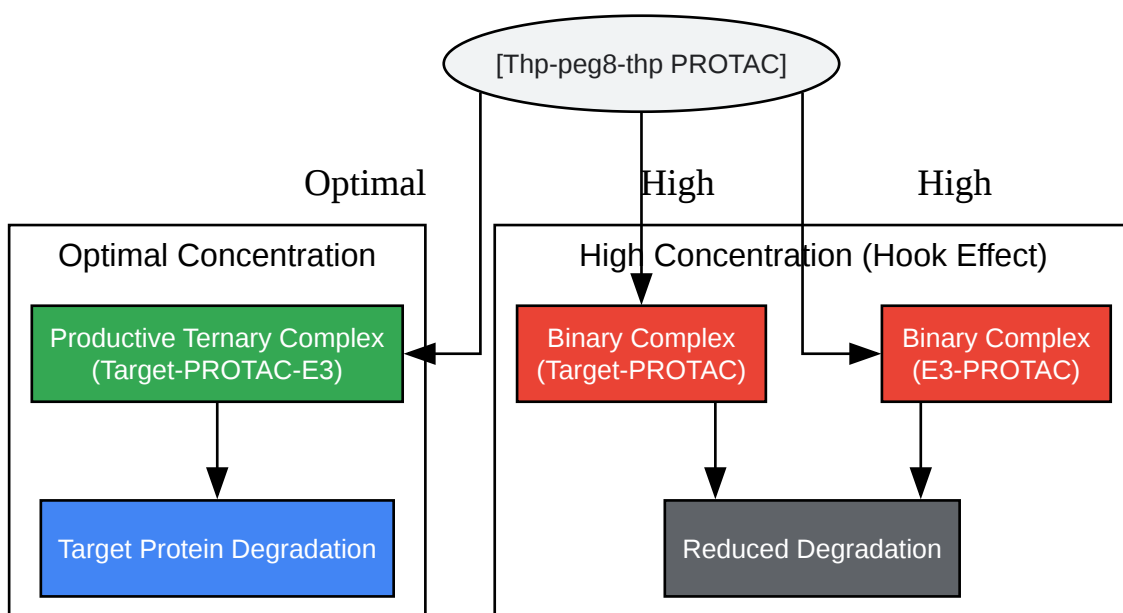 [Thp-peg8-thp PROTAC]
Optimal
High
High
Optimal Concentration
High Concentration (Hook Effect)
Productive Ternary Complex
(Target-PROTAC-E3)
Binary Complex
(Target-PROTAC)
Binary Complex
(E3-PROTAC)
Target Protein Degradation
Reduced Degradation